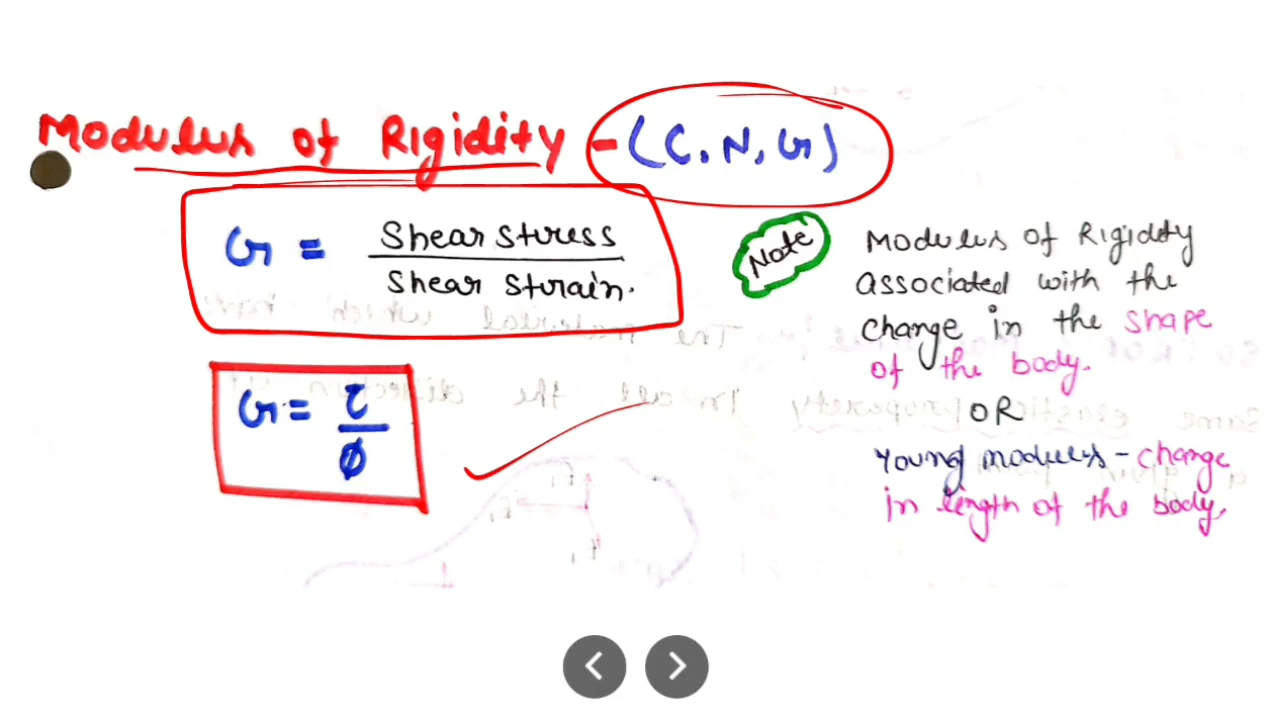 Modulus of Rigidity - (C, N, G)
G = Shear stress
Shear strain.
G = τ
φ
Note
Modulus of Rigidity
associated with the
change in the shape
of the body.
OR
Young modulus - change
in length of the body.